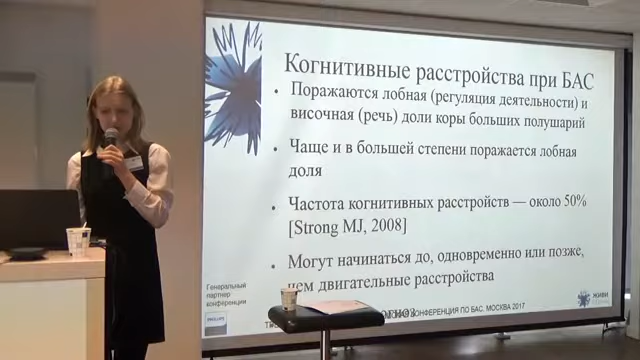 Когнитивные расстройства при БАС
• Поражаются лобная (регуляция деятельности) и
височная (речь) доли коры больших полушарий
• Чаще и в большей степени поражается лобная
доля
• Частота когнитивных расстройств — около 50%
[Strong MJ, 2008]
• Могут начинаться до, одновременно или позже,
чем двигательные расстройства
Генеральный
партнер
конференции
PHILIPS
КОНФЕРЕНЦИЯ ПО БАС. МОСКВА 2017
ЖИВИ